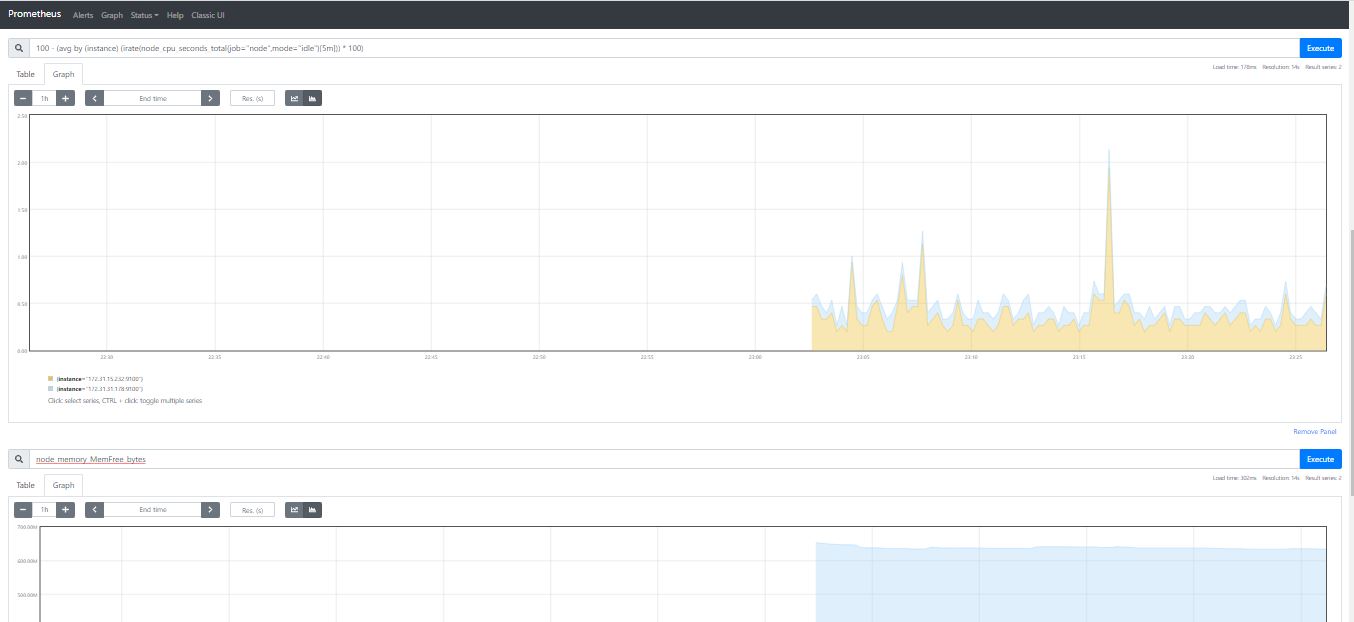 Prometheus Alerts Graph Status Help Classic UI
100 - (avg by (instance) (irate(node_cpu_seconds_total{job="node",mode="idle"}[5m])) * 100) Execute
Load time: 178ms Resolution: 14s Result series: 2
Table Graph
1h End time Res. (s)
2.50
2.00
1.50
1.00
0.50
0.00
22:30 22:35 22:40 22:45 22:50 22:55 23:00 23:05 23:10 23:15 23:20 23:25
{instance="172.31.15.232:9100"}
{instance="172.31.31.178:9100"}
Click: select series, CTRL + click: toggle multiple series
Remove Panel
node_memory_MemFree_bytes Execute
Load time: 302ms Resolution: 14s Result series: 2
Table Graph
1h End time Res. (s)
700.00M
600.00M
500.00M